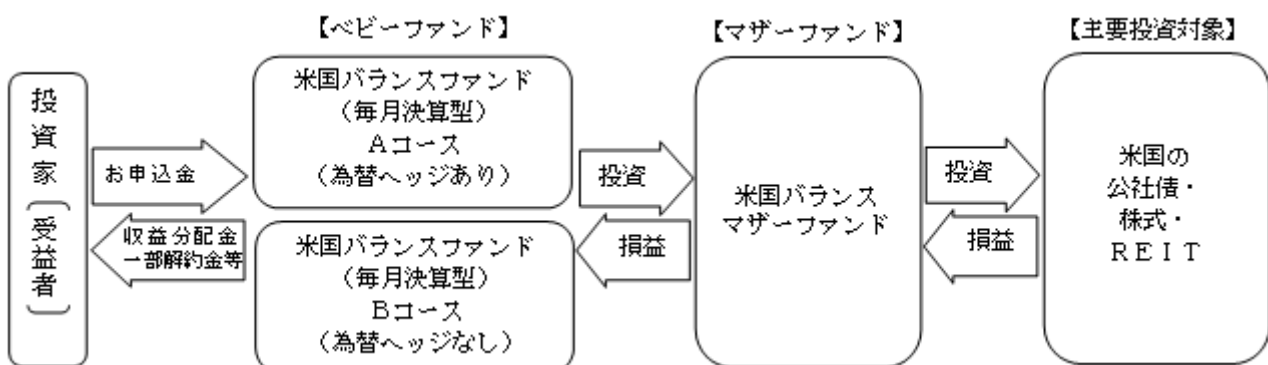 【ベビーファンド】
【マザーファンド】
【主要投資対象】
投資家（受益者）
お申込金
収益分配金
一部解約金等
米国バランスファンド
（毎月決算型）
Ａコース
（為替ヘッジあり）
米国バランスファンド
（毎月決算型）
Ｂコース
（為替ヘッジなし）
投資
損益
米国バランス
マザーファンド
投資
損益
米国の
公社債・
株式・
ＲＥＩＴ